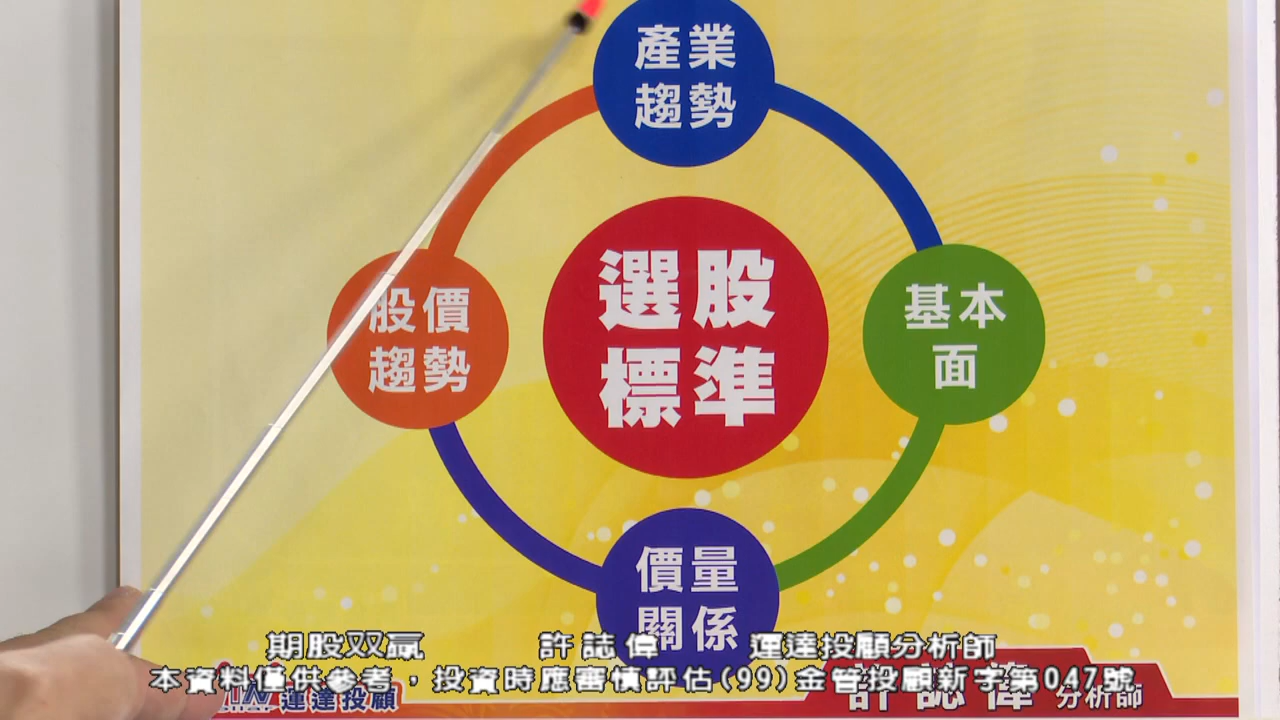 產業
趨勢
選股
標準
股價
趨勢
基本
面
價量
關係
期股双贏 許誌偉 運達投顧分析師
本資料僅供參考，投資時應審慎評估(99)金管投顧新字第047號
運達投顧
許誌偉 分析師